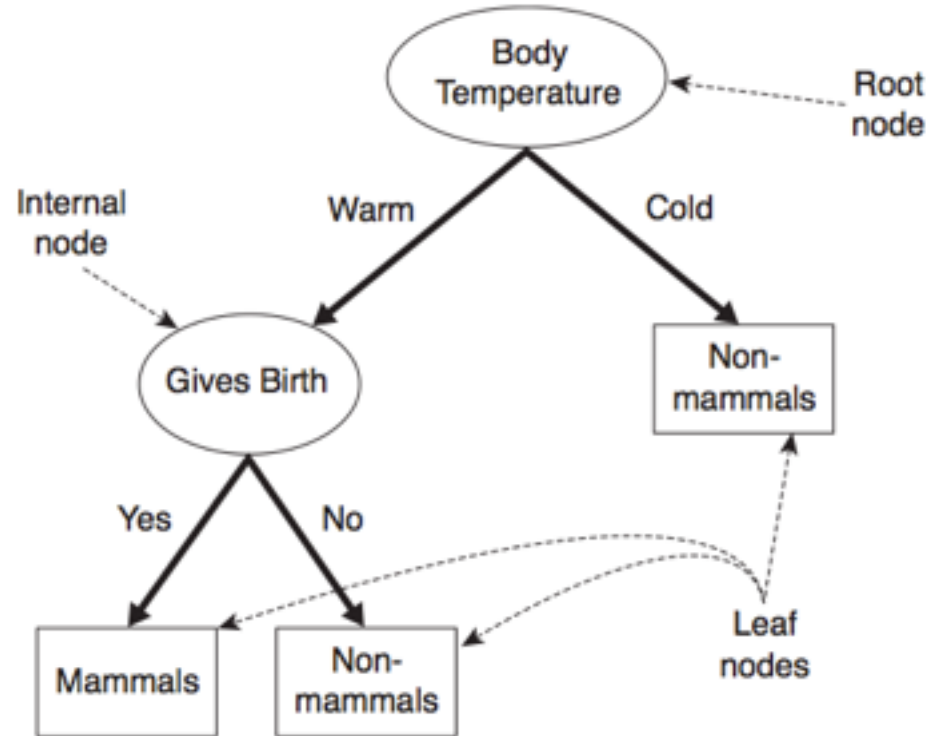 Body
Temperature
Root
node
Internal
node
Warm
Cold
Gives Birth
Non-
mammals
Yes
No
Leaf
nodes
Mammals
Non-
mammals